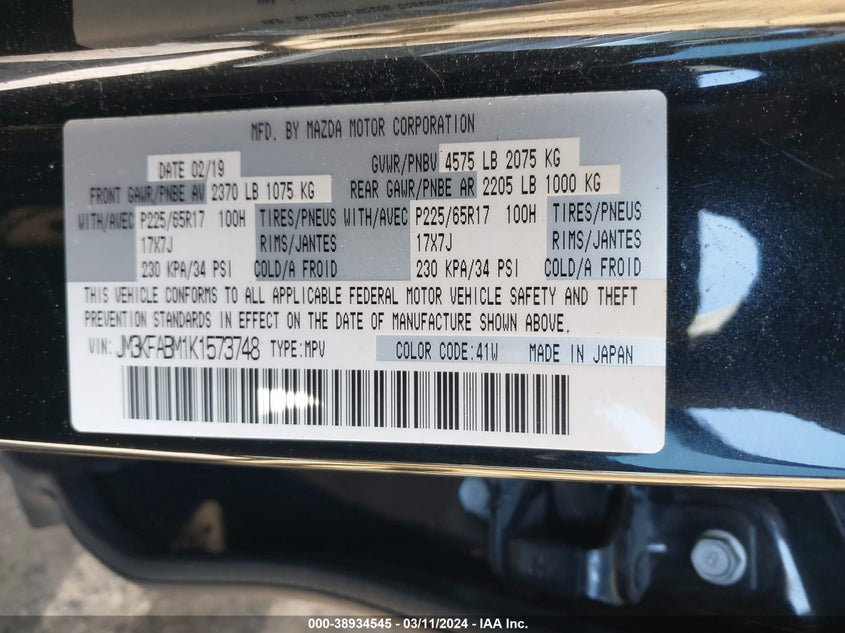 MFD. BY MAZDA MOTOR CORPORATION
DATE 02/19 GVWR/PNBV 4575 LB 2075 KG
FRONT GAWR/PNBE AV 2370 LB 1075 KG REAR GAWR/PNBE AR 2205 LB 1000 KG
WITH/AVEC P225/65R17 100H TIRES/PNEUS WITH/AVEC P225/65R17 100H TIRES/PNEUS
17X7J RIMS/JANTES 17X7J RIMS/JANTES
230 KPA/34 PSI COLD/A FROID 230 KPA/34 PSI COLD/A FROID
THIS VEHICLE CONFORMS TO ALL APPLICABLE FEDERAL MOTOR VEHICLE SAFETY AND THEFT
PREVENTION STANDARDS IN EFFECT ON THE DATE OF MANUFACTURE SHOWN ABOVE.
VIN: JM3KFABM1K1573748 TYPE:MPV COLOR CODE:41W MADE IN JAPAN
000-38934545 - 03/11/2024 - IAA Inc.